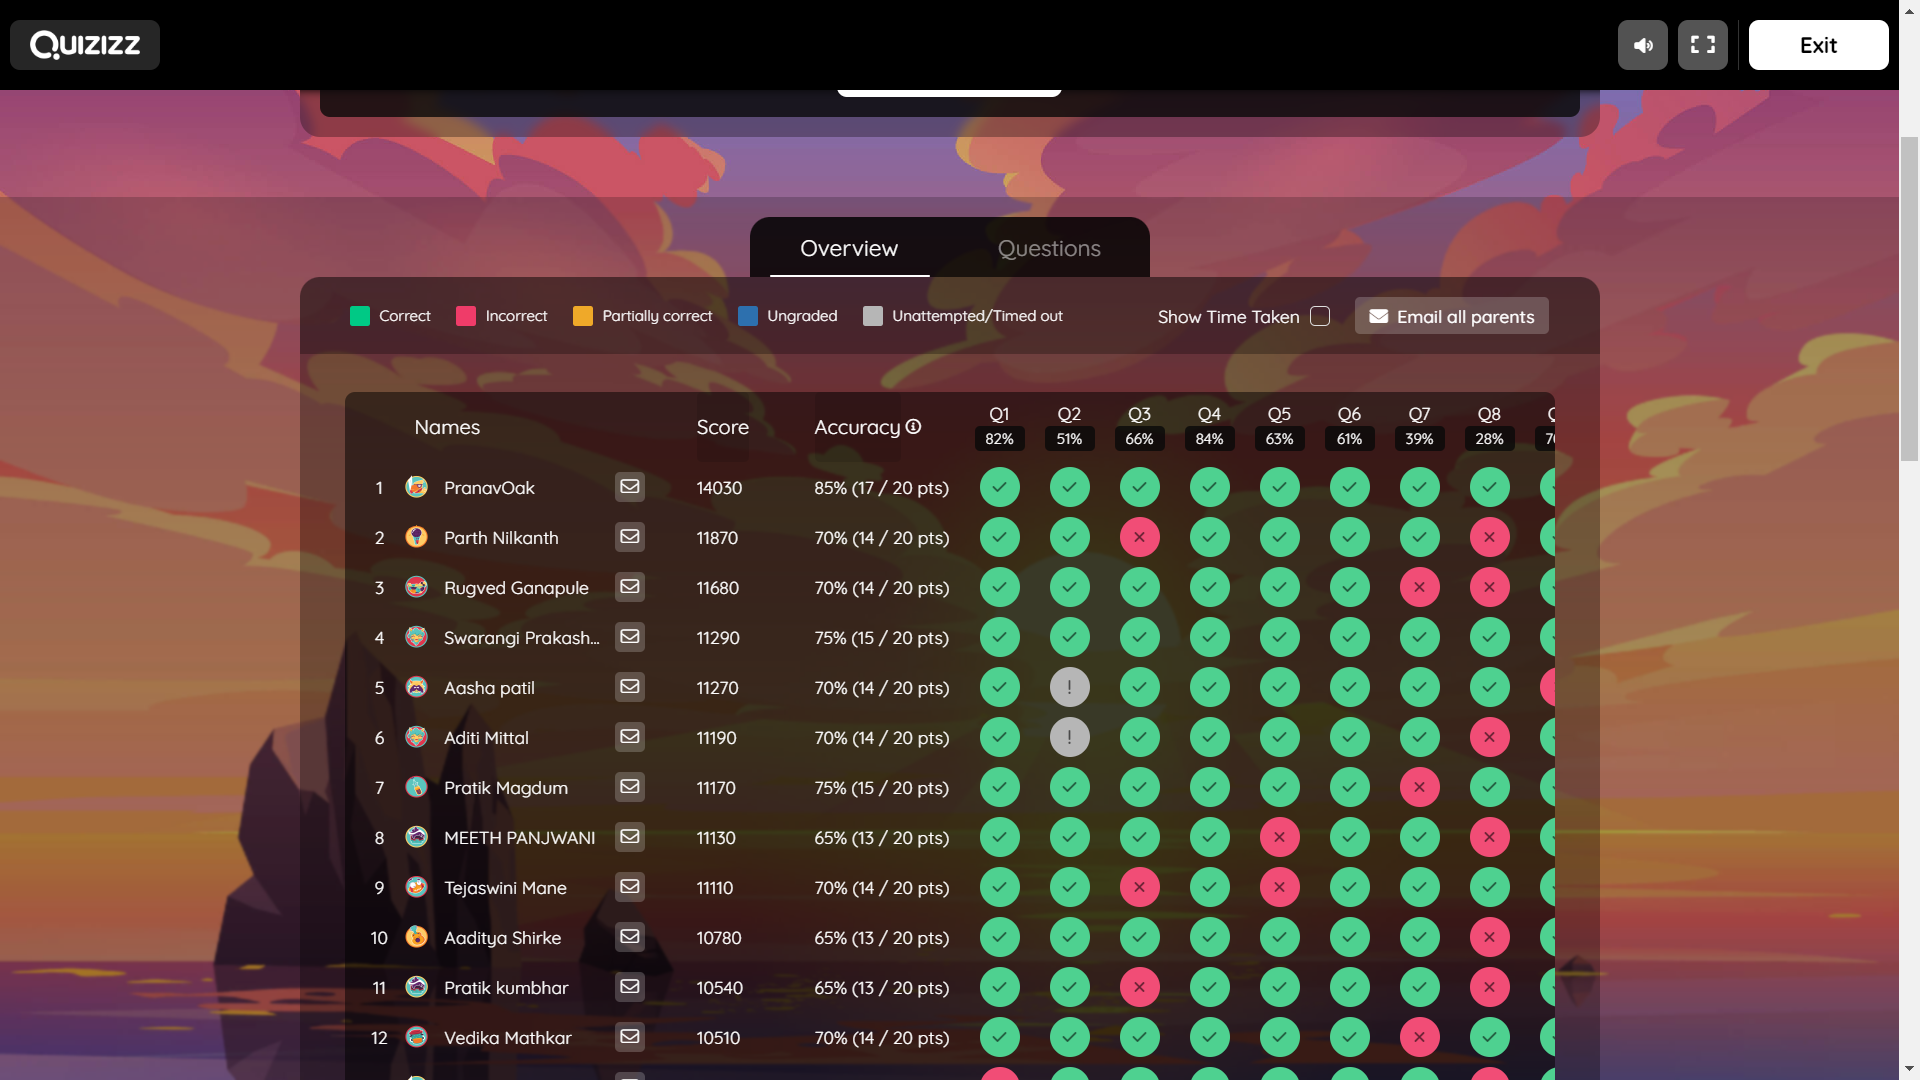 Quizizz
Exit
Overview Questions
Correct Incorrect Partially correct Ungraded Unattempted/Timed out Show Time Taken Email all parents
Names Score Accuracy Q1 Q2 Q3 Q4 Q5 Q6 Q7 Q8
82% 51% 66% 84% 63% 61% 39% 28%
1 PranavOak 14030 85% (17 / 20 pts)
2 Parth Nilkanth 11870 70% (14 / 20 pts)
3 Rugved Ganapule 11680 70% (14 / 20 pts)
4 Swarangi Prakash... 11290 75% (15 / 20 pts)
5 Aasha patil 11270 70% (14 / 20 pts)
6 Aditi Mittal 11190 70% (14 / 20 pts)
7 Pratik Magdum 11170 75% (15 / 20 pts)
8 MEETH PANJWANI 11130 65% (13 / 20 pts)
9 Tejaswini Mane 11110 70% (14 / 20 pts)
10 Aaditya Shirke 10780 65% (13 / 20 pts)
11 Pratik kumbhar 10540 65% (13 / 20 pts)
12 Vedika Mathkar 10510 70% (14 / 20 pts)